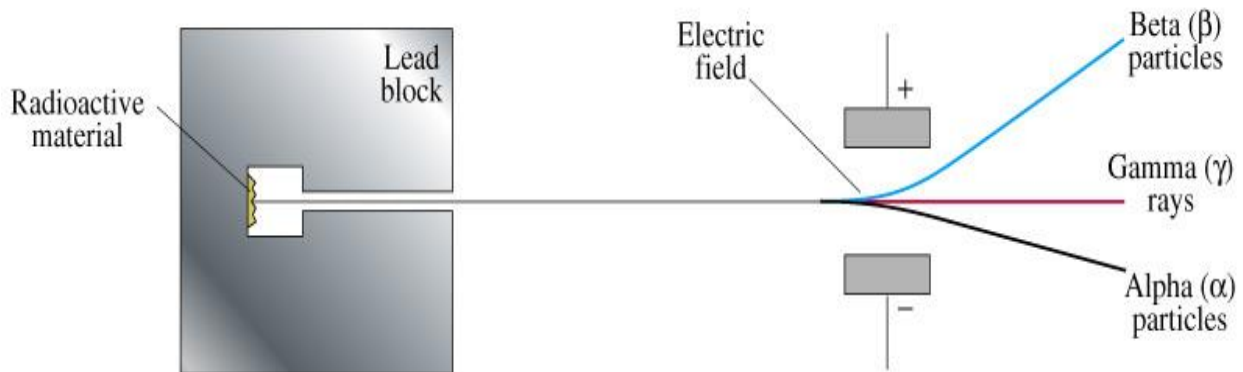 Lead
block
Radioactive
material
Electric
field
+
−
Beta (β)
particles
Gamma (γ)
rays
Alpha (α)
particles